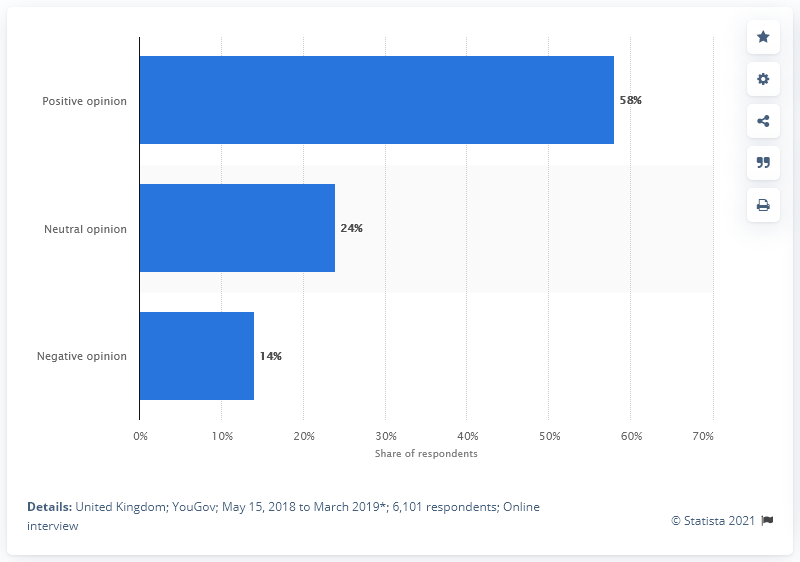 Positive opinion
58%
Neutral opinion
24%
Negative opinion
14%
0% 10% 20% 30% 40% 50% 60% 70%
Share of respondents
Details: United Kingdom; YouGov; May 15, 2018 to March 2019*; 6,101 respondents; Online
interview
© Statista 2021